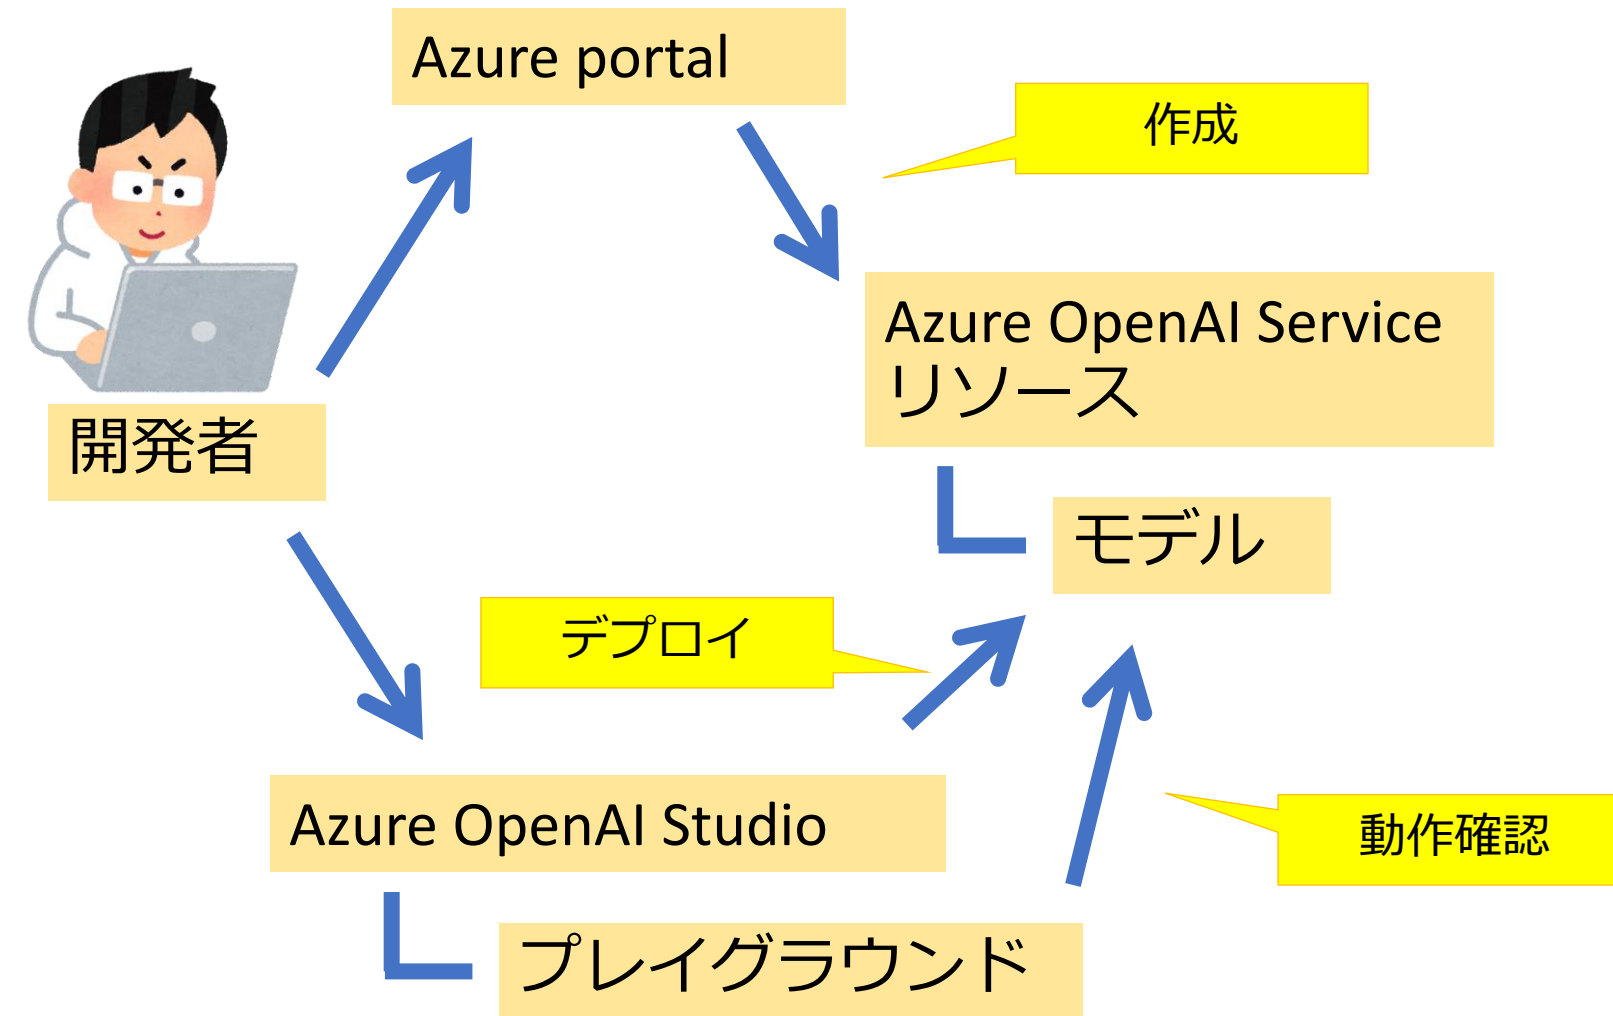 Azure portal
作成
Azure OpenAI Service
リソース
開発者
モデル
デプロイ
Azure OpenAI Studio
動作確認
プレイグラウンド